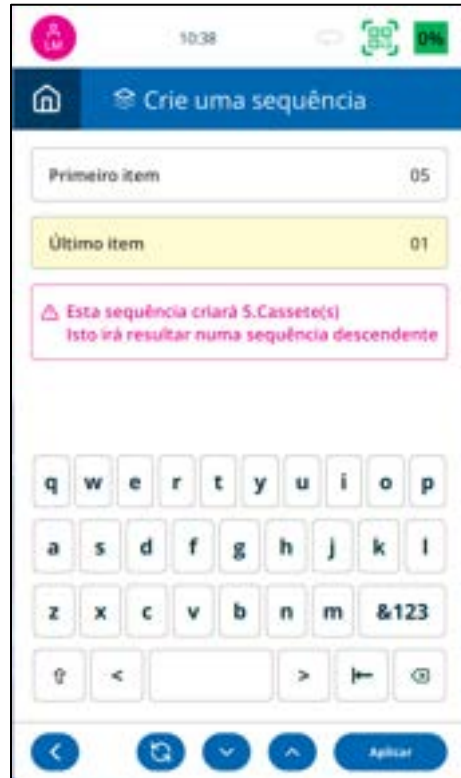 LM 10:38 0%
Crie uma sequência
Primeiro item 05
Último item 01
Esta sequência criará 5.Cassete(s)
Isto irá resultar numa sequência descendente
q w e r t y u i o p
a s d f g h j k l
z x c v b n m &123
< >
Aplicar